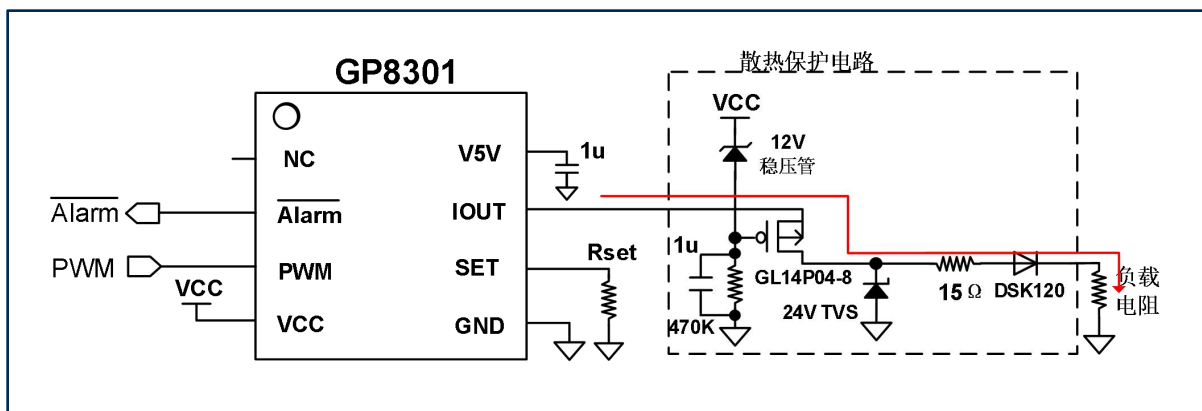 散热保护电路
GP8301
VCC
12V
稳压管
NC
V5V
1u
Alarm
Alarm
IOUT
PWM
PWM
SET
Rset
1u
GL14P04-8
负载
电阻
VCC
VCC
GND
470K
24V TVS
15 Ω
DSK120